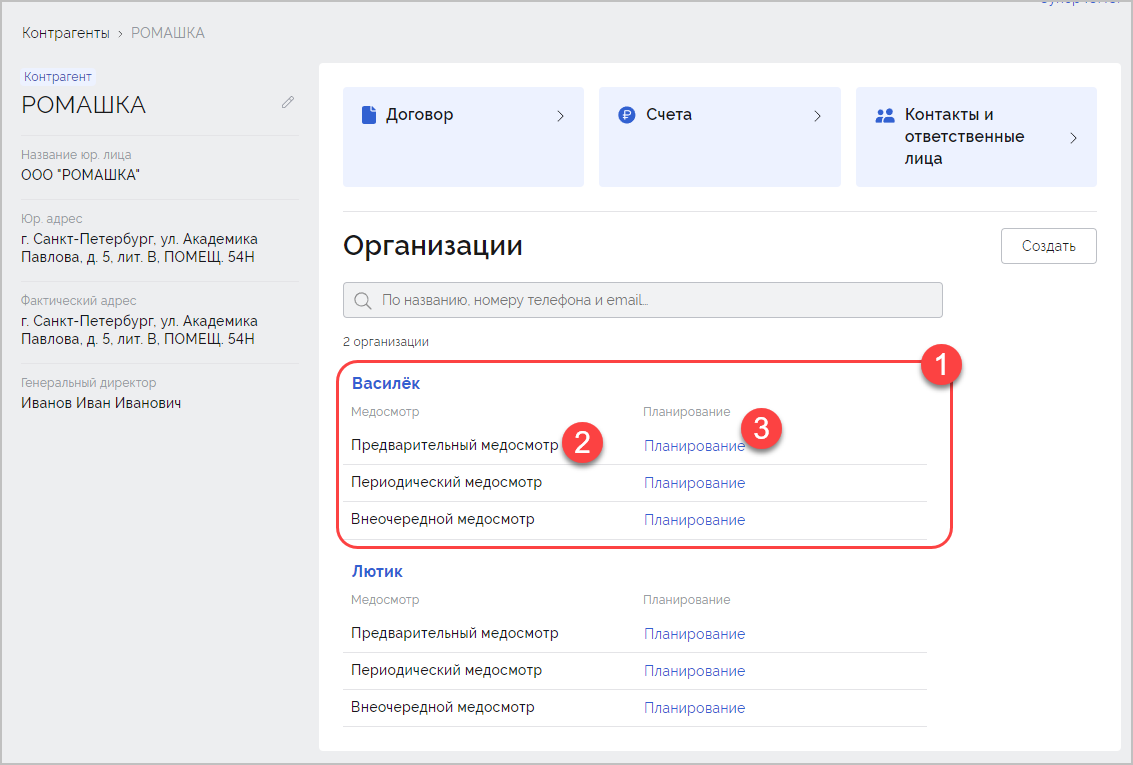 Контрагенты › РОМАШКА
Контрагент
РОМАШКА
Название юр. лица
ООО "РОМАШКА"
Юр. адрес
г. Санкт-Петербург, ул. Академика
Павлова, д. 5, лит. В, ПОМЕЩ. 54Н
Фактический адрес
г. Санкт-Петербург, ул. Академика
Павлова, д. 5, лит. В, ПОМЕЩ. 54Н
Генеральный директор
Иванов Иван Иванович
Договор
Счета
Контакты и
ответственные
лица
Организации
Создать
По названию, номеру телефона и email...
2 организации
1
Василёк
Медосмотр Планирование
Предварительный медосмотр 2 Планирование 3
Периодический медосмотр Планирование
Внеочередной медосмотр Планирование
Лютик
Медосмотр Планирование
Предварительный медосмотр Планирование
Периодический медосмотр Планирование
Внеочередной медосмотр Планирование